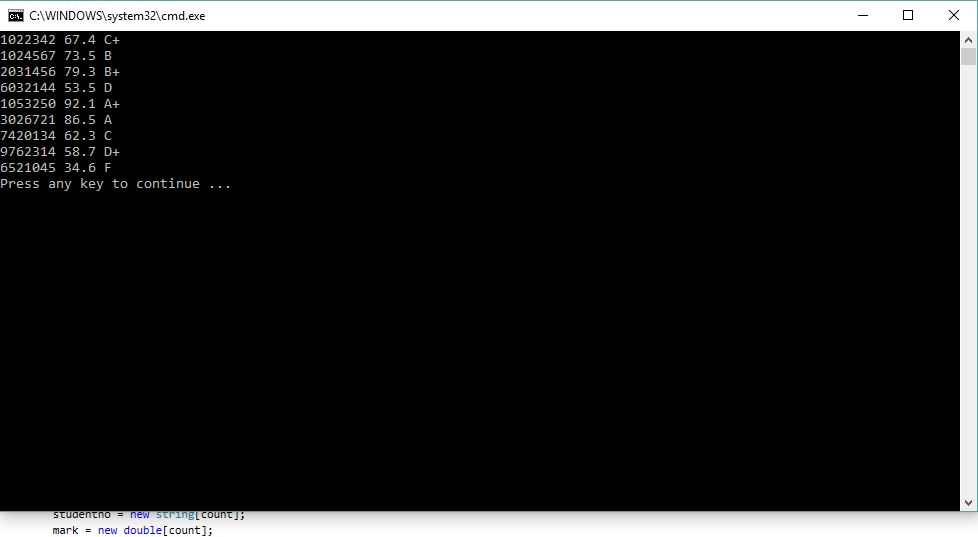 C:\WINDOWS\system32\cmd.exe
1022342 67.4 C+
1024567 73.5 B
2031456 79.3 B+
6032144 53.5 D
1053250 92.1 A+
3026721 86.5 A
7420134 62.3 C
9762314 58.7 D+
6521045 34.6 F
Press any key to continue ...
studentno = new string[count];
mark = new double[count];